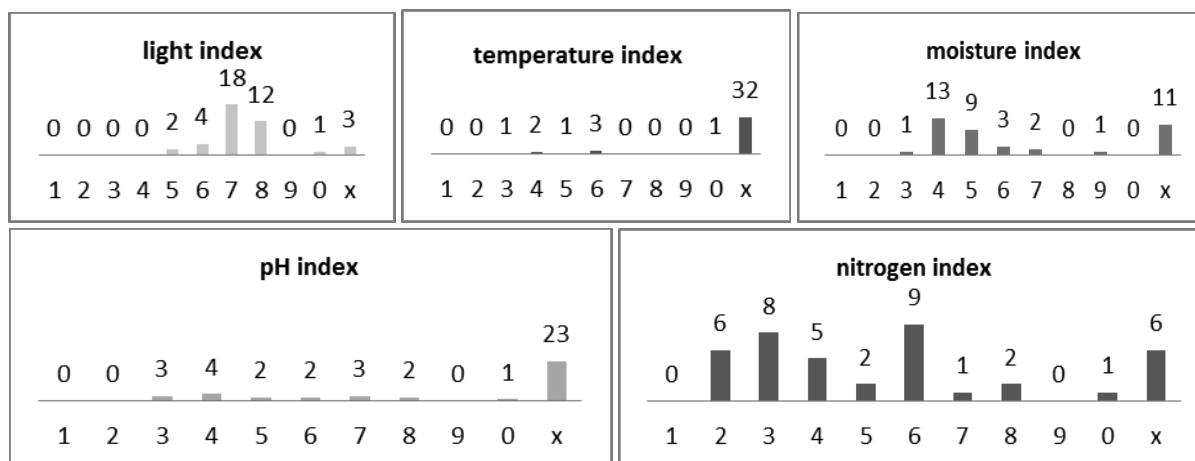 light index
0 0 0 0 2 4 18 12 0 1 3
1 2 3 4 5 6 7 8 9 0 x
temperature index
0 0 1 2 1 3 0 0 0 1 32
1 2 3 4 5 6 7 8 9 0 x
moisture index
0 0 1 13 9 3 2 0 1 0 11
1 2 3 4 5 6 7 8 9 0 x
pH index
0 0 3 4 2 2 3 2 0 1 23
1 2 3 4 5 6 7 8 9 0 x
nitrogen index
0 6 8 5 2 9 1 2 0 1 6
1 2 3 4 5 6 7 8 9 0 x